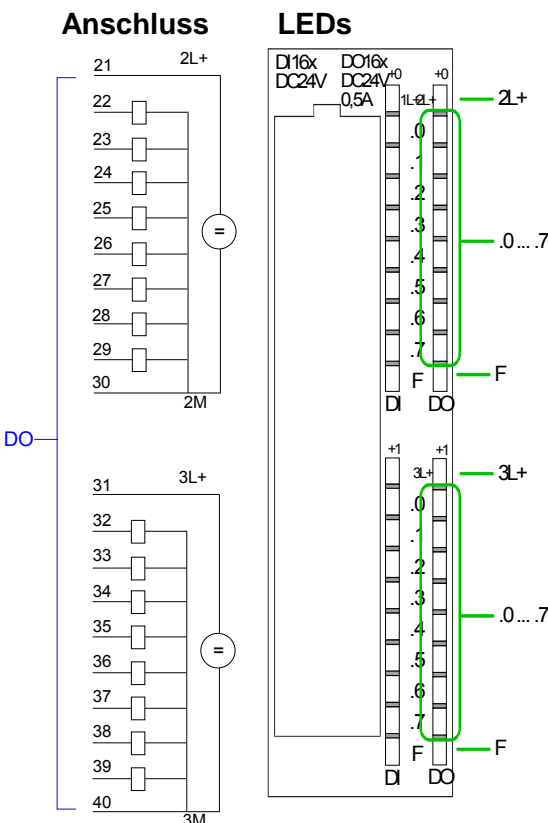 Anschluss
21 2L+
22
23
24
25
26
27
28
29
30
2M
=
DO
31 3L+
32
33
34
35
36
37
38
39
40
3M
=
LEDs
DI16x DO16x
DC24V DC24V
0,5A
+0 +0
1L+ 2L+
.0
.1
.2
.3
.4
.5
.6
.7
F
DI DO
2L+
.0 ... .7
F
+1 +1
3L+
.0
.1
.2
.3
.4
.5
.6
.7
F
DI DO
3L+
.0 ... .7
F